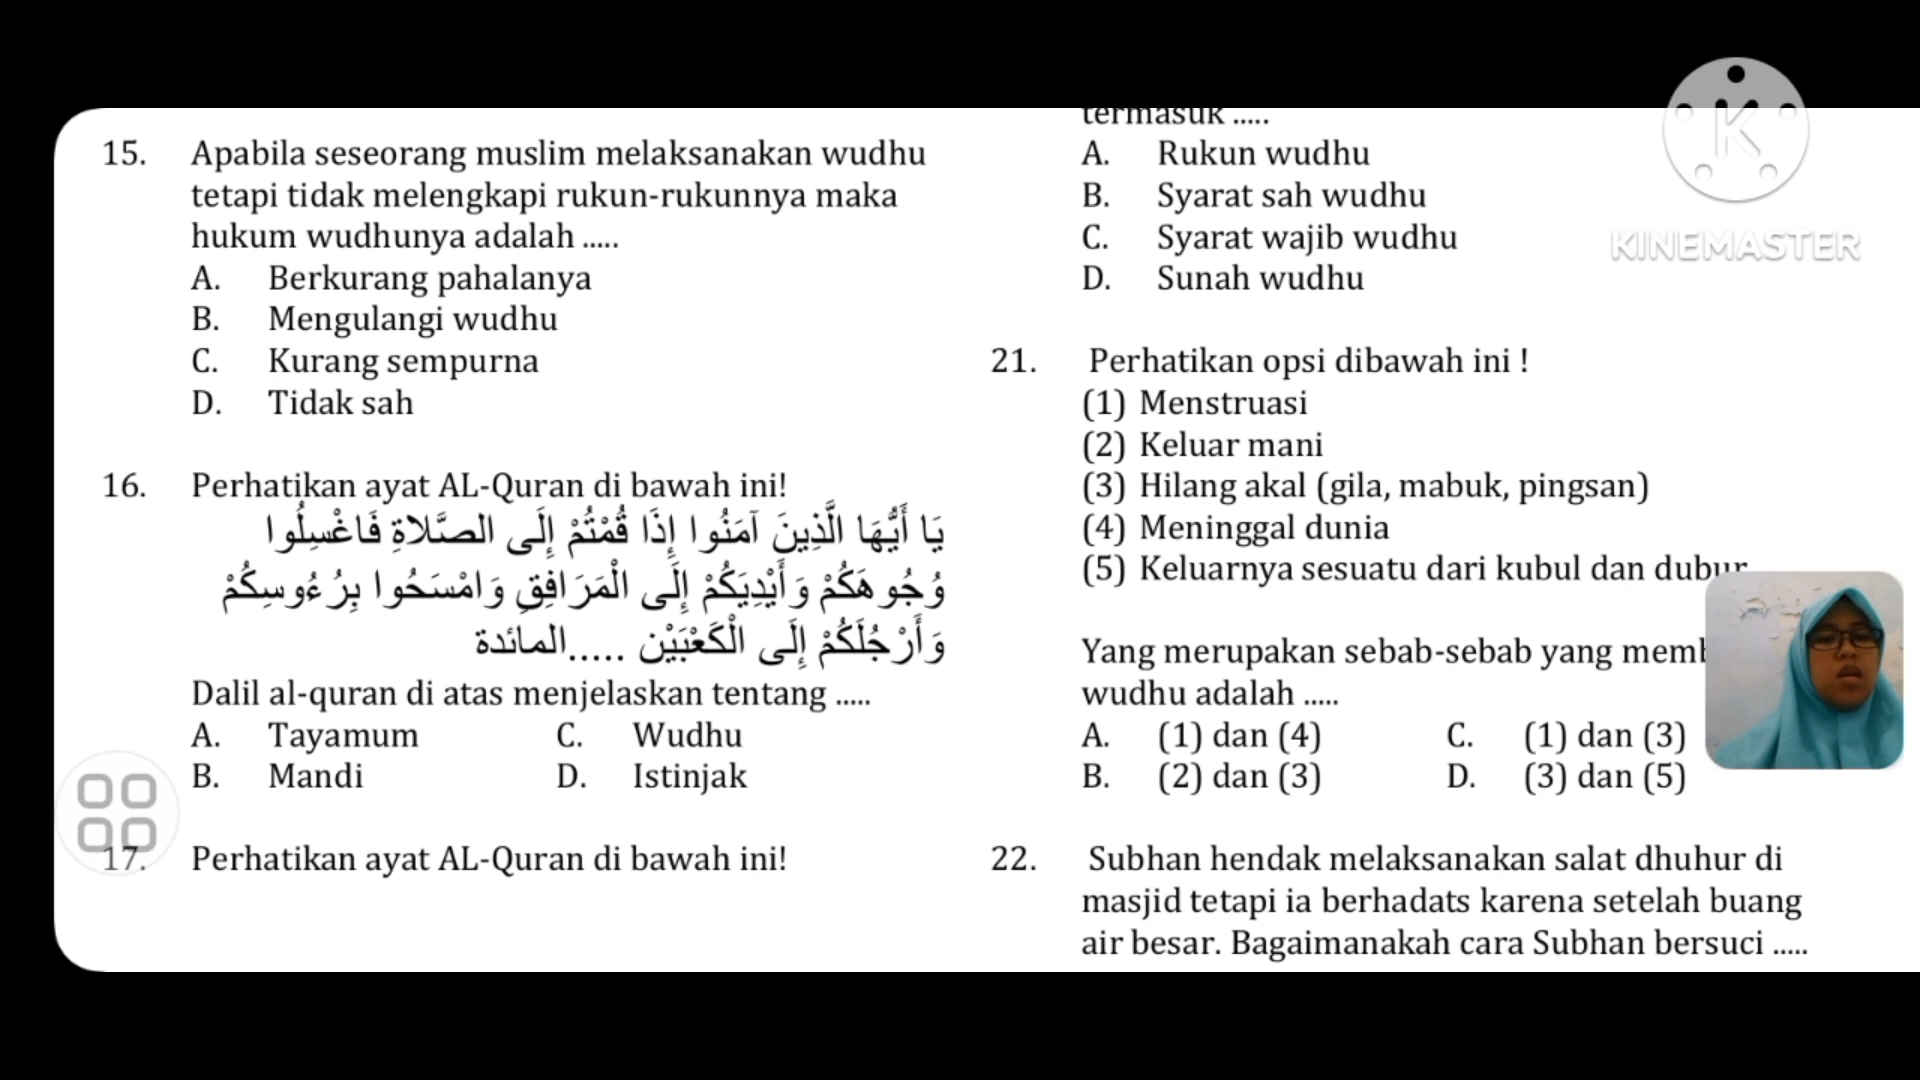 15. Apabila seseorang muslim melaksanakan wudhu
tetapi tidak melengkapi rukun-rukunnya maka
hukum wudhunya adalah .....
A. Berkurang pahalanya
B. Mengulangi wudhu
C. Kurang sempurna
D. Tidak sah
16. Perhatikan ayat AL-Quran di bawah ini!
يَا أَيُّهَا الَّذِينَ آمَنُوا إِذَا قُمْتُمْ إِلَى الصَّلَاةِ فَاغْسِلُوا
وُجُوهَكُمْ وَأَيْدِيَكُمْ إِلَى الْمَرَافِقِ وَامْسَحُوا بِرُءُوسِكُمْ
وَأَرْجُلَكُمْ إِلَى الْكَعْبَيْنِ .....المائدة
Dalil al-quran di atas menjelaskan tentang .....
A. Tayamum C. Wudhu
B. Mandi D. Istinjak
17. Perhatikan ayat AL-Quran di bawah ini!
termasuk .....
A. Rukun wudhu
B. Syarat sah wudhu
C. Syarat wajib wudhu
D. Sunah wudhu
21. Perhatikan opsi dibawah ini !
(1) Menstruasi
(2) Keluar mani
(3) Hilang akal (gila, mabuk, pingsan)
(4) Meninggal dunia
(5) Keluarnya sesuatu dari kubul dan dubur
Yang merupakan sebab-sebab yang
wudhu adalah .....
A. (1) dan (4) C. (1) dan (3)
B. (2) dan (3) D. (3) dan (5)
22. Subhan hendak melaksanakan salat dhuhur di
masjid tetapi ia berhadats karena setelah buang
air besar. Bagaimanakah cara Subhan bersuci .....
K
KINEMASTER